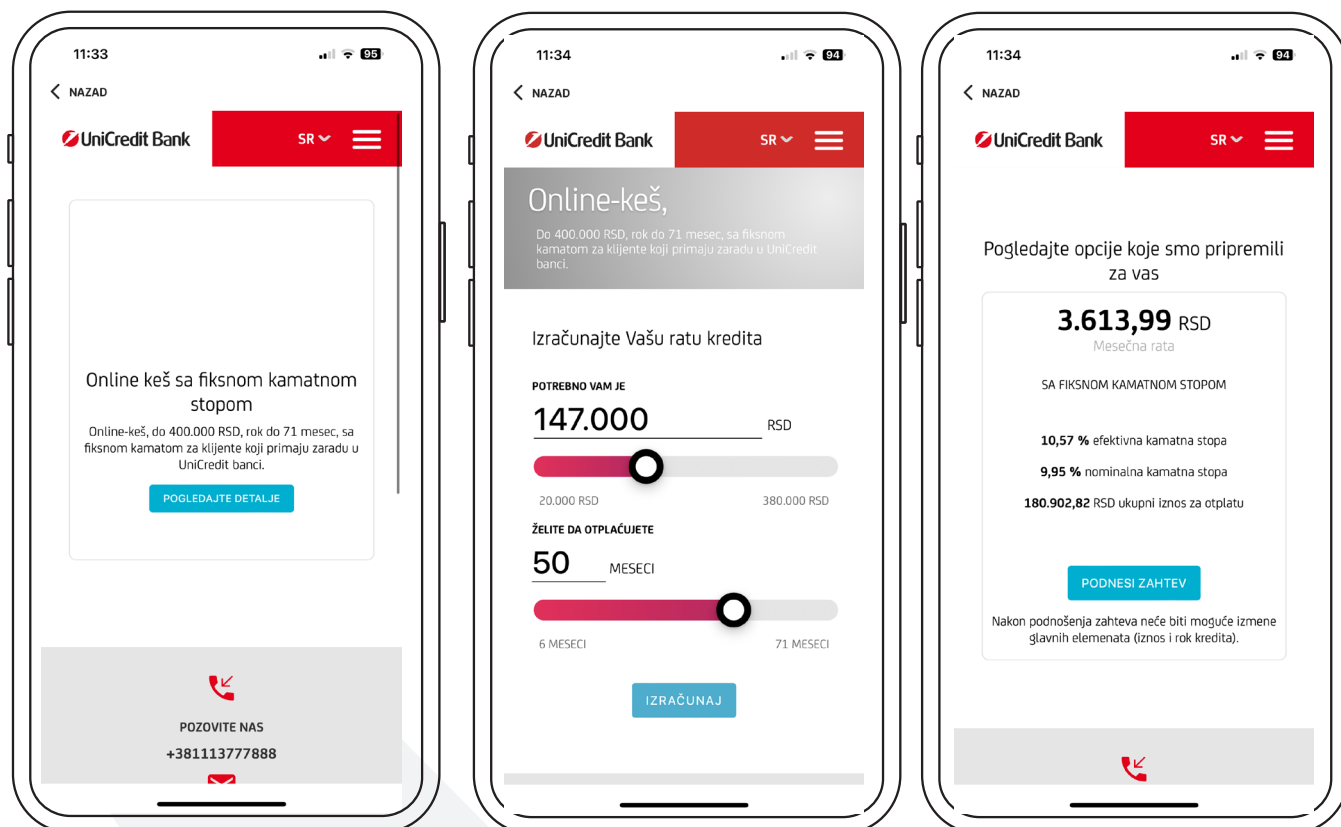 11:33
95
NAZAD
UniCredit Bank
SR
Online keš sa fiksnom kamatnom
stopom
Online-keš, do 400.000 RSD, rok do 71 mesec, sa
fiksnom kamatom za klijente koji primaju zaradu u
UniCredit banci.
POGLEDAJTE DETALJE
POZOVITE NAS
+381113777888
11:34
94
NAZAD
UniCredit Bank
SR
Online-keš,
Do 400.000 RSD, rok do 71 mesec, sa fiksnom
kamatom za klijente koji primaju zaradu u UniCredit
banci.
Izračunajte Vašu ratu kredita
POTREBNO VAM JE
147.000 RSD
20.000 RSD 380.000 RSD
ŽELITE DA OTPLAĆUJETE
50 MESECI
6 MESECI 71 MESECI
IZRAČUNAJ
11:34
94
NAZAD
UniCredit Bank
SR
Pogledajte opcije koje smo pripremili
za vas
3.613,99 RSD
Mesečna rata
SA FIKSNOM KAMATNOM STOPOM
10,57 % efektivna kamatna stopa
9,95 % nominalna kamatna stopa
180.902,82 RSD ukupni iznos za otplatu
PODNESI ZAHTEV
Nakon podnošenja zahteva neće biti moguće izmene
glavnih elemenata (iznos i rok kredita).